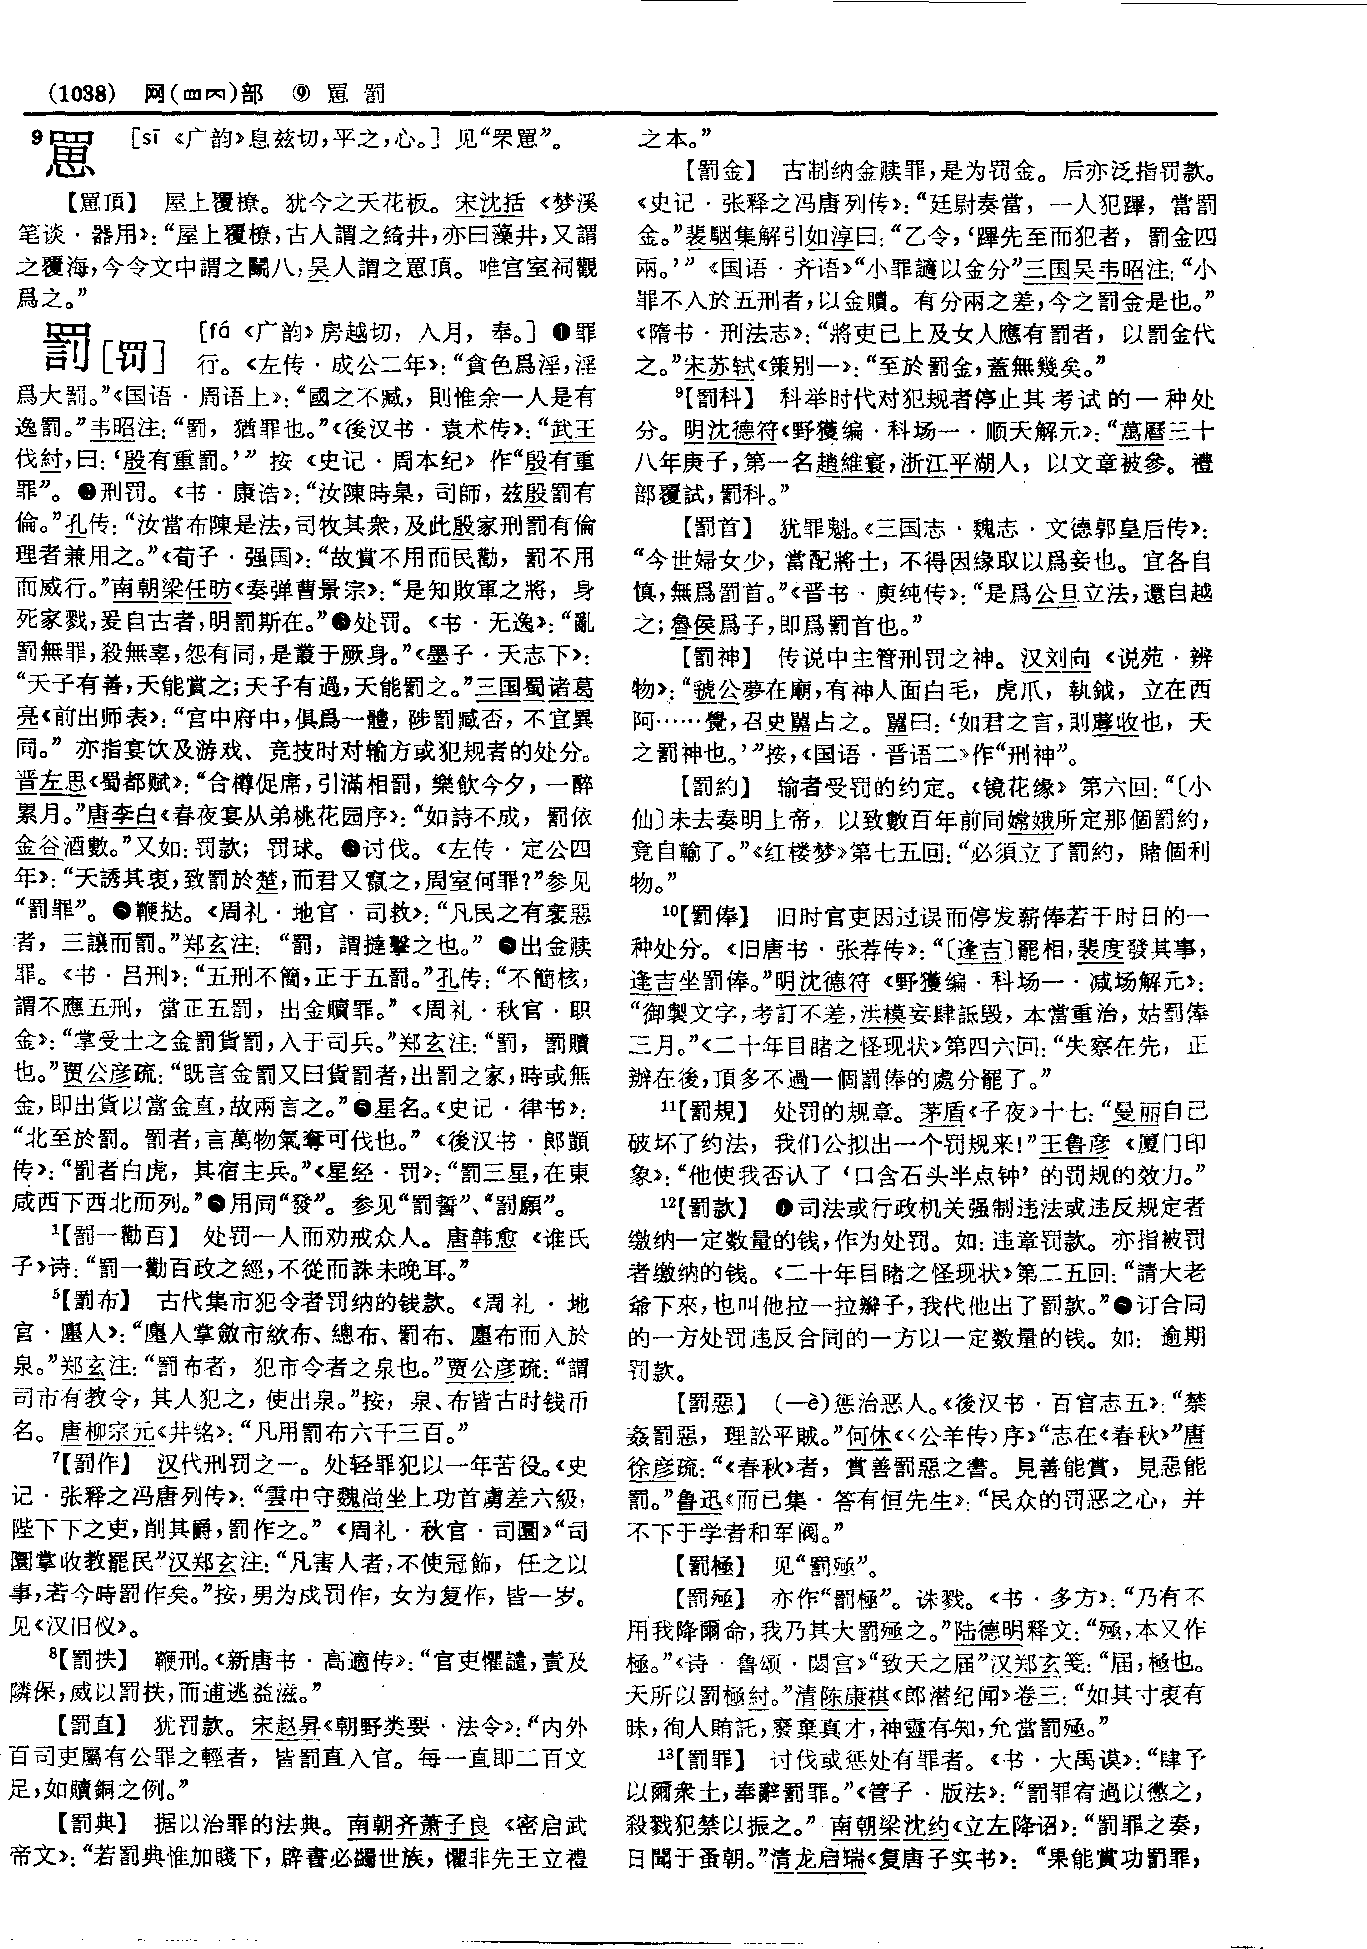 (1038)　网(罒𦉫)部　⑨　罳　罰
9罳　[sī《广韵》息兹切，平之，心。]见“罘罳”。
【罳頂】　屋上覆橑。犹今之天花板。宋沈括《梦溪
笔谈·器用》：“屋上覆橑，古人謂之綺井，亦曰藻井，又謂
之覆海，今令文中謂之鬭八，吴人謂之罳頂。唯宫室祠觀
爲之。”
罰[罚]　[fá《广韵》房越切，入月，奉。]❶罪
行。《左传·成公二年》：“貪色爲淫，淫
爲大罰。”《国语·周语上》：“國之不臧，則惟余一人是有
逸罰。”韦昭注：“罰，猶罪也。”《後汉书·袁术传》：“武王
伐紂，曰：‘殷有重罰。’”按《史记·周本纪》作“殷有重
罪”。❷刑罚。《书·康诰》：“汝陳時臬，司師，兹殷罰有
倫。”孔传：“汝當布陳是法，司牧其衆，及此殷家刑罰有倫
理者兼用之。”《荀子·强国》：“故賞不用而民勸，罰不用
而威行。”南朝梁任昉《奏弹曹景宗》：“是知敗軍之將，身
死家戮，爰自古者，明罰斯在。”❸处罚。《书·无逸》：“亂
罰無罪，殺無辜，怨有同，是叢于厥身。”《墨子·天志下》：
“天子有善，天能賞之；天子有過，天能罰之。”三国蜀诸葛
亮《前出师表》：“宫中府中，俱爲一體，陟罰臧否，不宜異
同。”亦指宴饮及游戏、竞技时对输方或犯规者的处分。
晋左思《蜀都赋》：“合樽促席，引滿相罰，樂飲今夕，一醉
累月。”唐李白《春夜宴从弟桃花园序》：“如詩不成，罰依
金谷酒數。”又如：罚款；罚球。❹讨伐。《左传·定公四
年》：“天誘其衷，致罰於楚，而君又竄之，周室何罪？”参见
“罰罪”。❺鞭挞。《周礼·地官·司救》：“凡民之有衺惡
者，三讓而罰。”郑玄注：“罰，謂撻擊之也。”❻出金赎
罪。《书·吕刑》：“五刑不簡，正于五罰。”孔传：“不簡核，
謂不應五刑，當正五罰，出金贖罪。”《周礼·秋官·职
金》：“掌受士之金罰貨罰，入于司兵。”郑玄注：“罰，罰贖
也。”贾公彦疏：“既言金罰又曰貨罰者，出罰之家，時或無
金，即出貨以當金直，故兩言之。”❼星名。《史记·律书》：
“北至於罰。罰者，言萬物氣奪可伐也。”《後汉书·郎顗
传》：“罰者白虎，其宿主兵。”《星经·罚》：“罰三星，在東
咸西下西北而列。”❽用同“發”。参见“罰誓”、“罰願”。
1【罰一勸百】　处罚一人而劝戒众人。唐韩愈《谁氏
子》诗：“罰一勸百政之經，不從而誅未晚耳。”
5【罰布】　古代集市犯令者罚纳的钱款。《周礼·地
官·廛人》：“廛人掌斂市絘布、總布、罰布、廛布而入於
泉。”郑玄注：“罰布者，犯市令者之泉也。”贾公彦疏：“謂
司市有教令，其人犯之，使出泉。”按，泉、布皆古时钱币
名。唐柳宗元《井铭》：“凡用罰布六千三百。”
7【罰作】　汉代刑罚之一。处轻罪犯以一年苦役。《史
记·张释之冯唐列传》：“雲中守魏尚坐上功首虜差六級，
陛下下之吏，削其爵，罰作之。”《周礼·秋官·司圜》“司
圜掌收教罷民”汉郑玄注：“凡害人者，不使冠飾，任之以
事，若今時罰作矣。”按，男为戍罚作，女为复作，皆一岁。
见《汉旧仪》。
8【罰抶】　鞭刑。《新唐书·高適传》：“官吏懼譴，責及
隣保，威以罰抶，而逋逃益滋。”
【罰直】　犹罚款。宋赵昇《朝野类要·法令》：“内外
百司吏屬有公罪之輕者，皆罰直入官。每一直即二百文
足，如贖銅之例。”
【罰典】　据以治罪的法典。南朝齐萧子良《密启武
帝文》：“若罰典惟加賤下，辟書必蠲世族，懼非先王立禮
之本。”
【罰金】　古制纳金赎罪，是为罚金。后亦泛指罚款。
《史记·张释之冯唐列传》：“廷尉奏當，一人犯蹕，當罰
金。”裴駰集解引如淳曰：“乙令，‘蹕先至而犯者，罰金四
兩。’”《国语·齐语》“小罪讁以金分”三国吴韦昭注：“小
罪不入於五刑者，以金贖。有分兩之差，今之罰金是也。”
《隋书·刑法志》：“將吏已上及女人應有罰者，以罰金代
之。”宋苏轼《策别一》：“至於罰金，蓋無幾矣。”
9【罰科】　科举时代对犯规者停止其考试的一种处
分。明沈德符《野獲编·科场一·顺天解元》：“萬曆三十
八年庚子，第一名趙維寰，浙江平湖人，以文章被參。禮
部覆試，罰科。”
【罰首】　犹罪魁。《三国志·魏志·文德郭皇后传》：
“今世婦女少，當配將士，不得因緣取以爲妾也。宜各自
慎，無爲罰首。”《晋书·庾纯传》：“是爲公旦立法，還自越
之；魯侯爲子，即爲罰首也。”
【罰神】　传说中主管刑罚之神。汉刘向《说苑·辨
物》：“虢公夢在廟，有神人面白毛，虎爪，執鉞，立在西
阿……覺，召史嚚占之。嚚曰：‘如君之言，則蓐收也，天
之罰神也。’”按，《国语·晋语二》作“刑神”。
【罰約】　输者受罚的约定。《镜花缘》第六回：“〔小
仙〕未去奏明上帝，以致數百年前同嫦娥所定那個罰約，
竟自輸了。”《红楼梦》第七五回：“必須立了罰約，賭個利
物。”
10【罰俸】　旧时官吏因过误而停发薪俸若干时日的一
种处分。《旧唐书·张荐传》：“〔逢吉〕罷相，裴度發其事，
逢吉坐罰俸。”明沈德符《野獲编·科场一·减场解元》：
“御製文字，考訂不差，洪模妄肆詆毀，本當重治，姑罰俸
三月。”《二十年目睹之怪现状》第四六回：“失察在先，正
辦在後，頂多不過一個罰俸的處分罷了。”
11【罰規】　处罚的规章。茅盾《子夜》十七：“曼丽自己
破坏了约法，我们公拟出一个罚规来！”王鲁彦《厦门印
象》：“他使我否认了‘口含石头半点钟’的罚规的效力。”
12【罰款】　❶司法或行政机关强制违法或违反规定者
缴纳一定数量的钱，作为处罚。如：违章罚款。亦指被罚
者缴纳的钱。《二十年目睹之怪现状》第二五回：“請大老
爺下來，也叫他拉一拉辮子，我代他出了罰款。”❷订合同
的一方处罚违反合同的一方以一定数量的钱。如：逾期
罚款。
【罰惡】　(－è)惩治恶人。《後汉书·百官志五》：“禁
姦罰惡，理訟平賊。”何休《〈公羊传〉序》“志在《春秋》”唐
徐彦疏：“《春秋》者，賞善罰惡之書。見善能賞，見惡能
罰。”鲁迅《而已集·答有恒先生》：“民众的罚恶之心，并
不下于学者和军阀。”
【罰極】　见“罰殛”。
【罰殛】　亦作“罰極”。诛戮。《书·多方》：“乃有不
用我降爾命，我乃其大罰殛之。”陆德明释文：“殛，本又作
極。”《诗·鲁颂·閟宫》“致天之届”汉郑玄笺：“届，極也。
天所以罰極紂。”清陈康祺《郎潜纪闻》卷三：“如其寸衷有
昧，徇人賄託，廢棄真才，神靈有知，允當罰殛。”
13【罰罪】　讨伐或惩处有罪者。《书·大禹谟》：“肆予
以爾衆士，奉辭罰罪。”《管子·版法》：“罰罪有過以懲之，
殺戮犯禁以振之。”南朝梁沈约《立左降诏》：“罰罪之奏，
日聞于蚤朝。”清龙启瑞《复唐子实书》：“果能賞功罰罪，